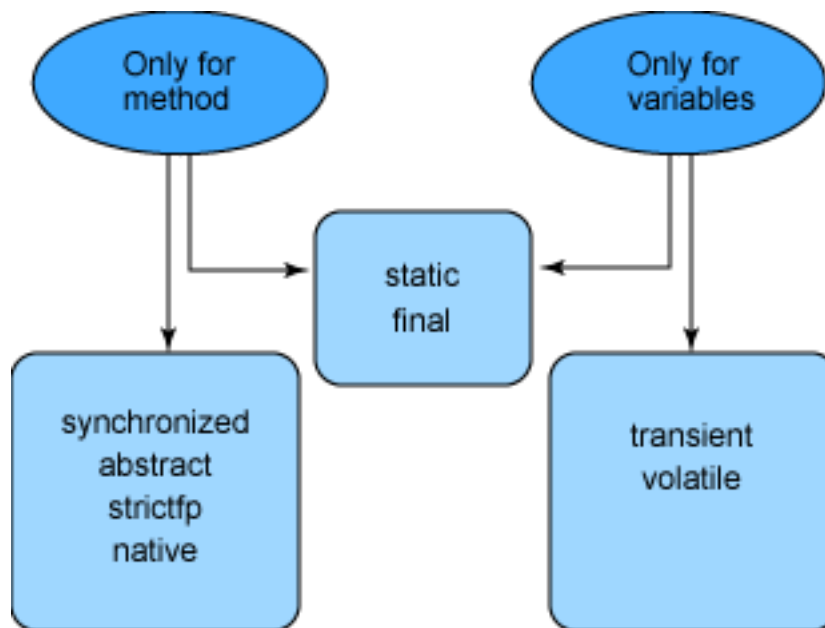 Only for
method
Only for
variables
static
final
synchronized
abstract
strictfp
native
transient
volatile